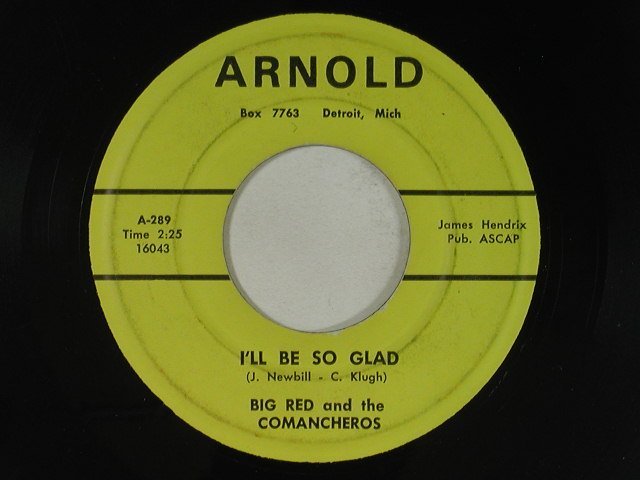 ARNOLD
Box 7763 Detroit, Mich
A-289
Time 2:25
16043
James Hendrix
Pub. ASCAP
I'LL BE SO GLAD
(J. Newbill - C. Klugh)
BIG RED and the
COMANCHEROS